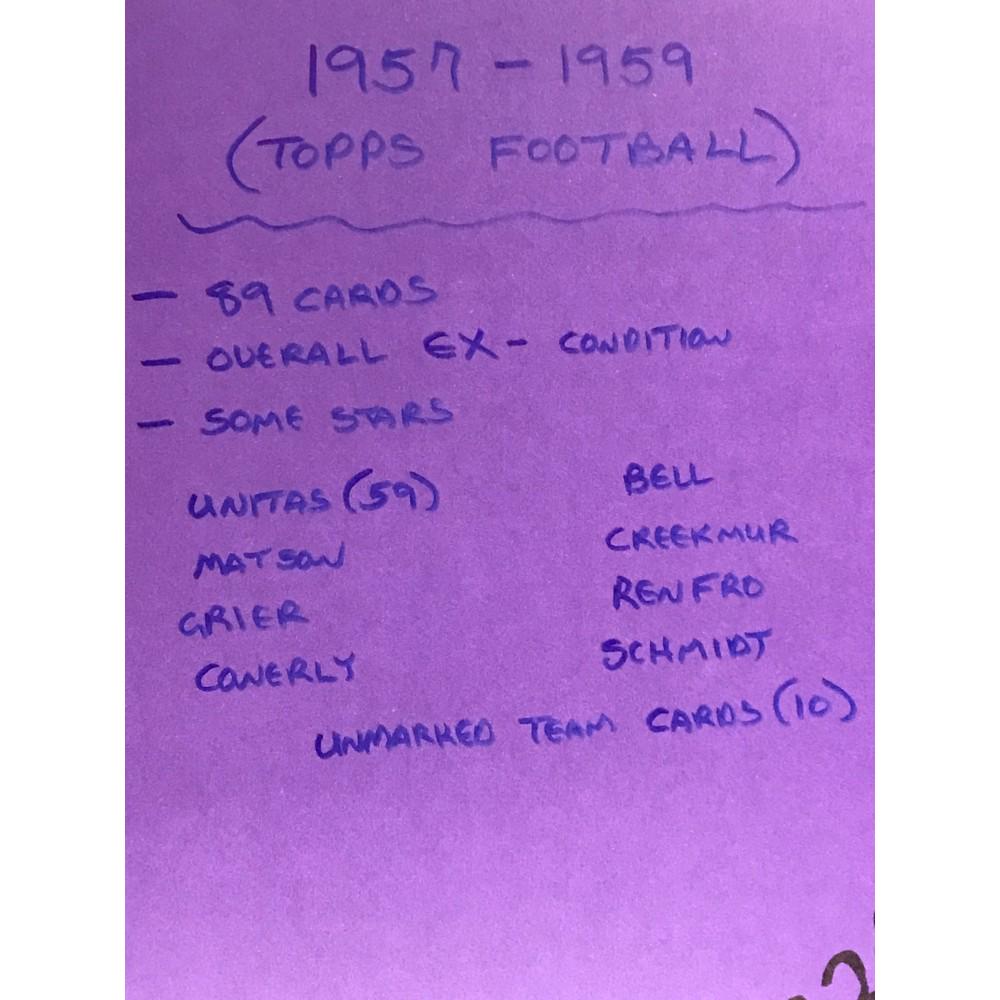 1957 - 1959
(TOPPS FOOTBALL)
- 89 CARDS
- OVERALL EX- CONDITION
- SOME STARS
UNITAS (59)
MATSON
GRIER
CONERLY
BELL
CREEKMUR
RENFRO
SCHMIDT
UNMARKED TEAM CARDS (10)
2